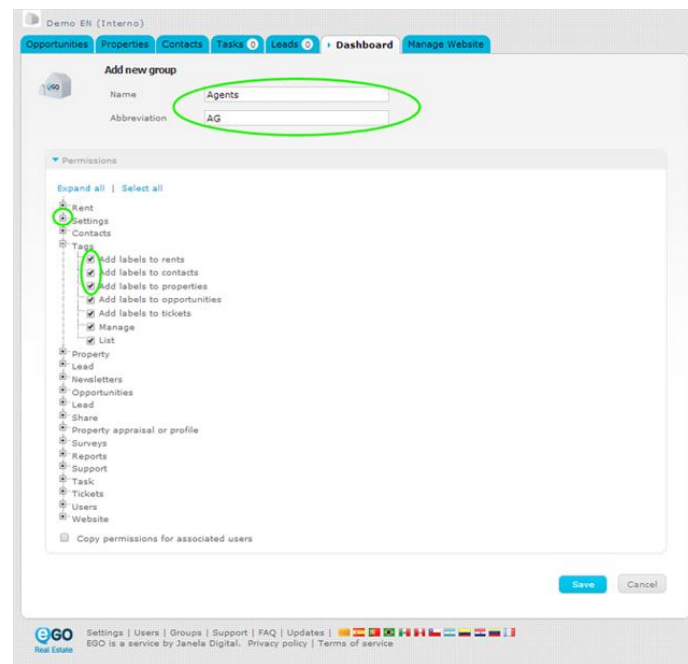 Demo EN (Interno)
Opportunities Properties Contacts Tasks 0 Leads 0 Dashboard Manage Website
Add new group
eGO
Name Agents
Abbreviation AG
Permissions
Expand all | Select all
Rent
Settings
Contacts
Tags
Add labels to rents
Add labels to contacts
Add labels to properties
Add labels to opportunities
Add labels to tickets
Manage
List
Property
Lead
Newsletters
Opportunities
Lead
Share
Property appraisal or profile
Surveys
Reports
Support
Task
Tickets
Users
Website
Copy permissions for associated users
Save Cancel
eGO Settings | Users | Groups | Support | FAQ | Updates |
Real Estate EGO is a service by Janela Digital. Privacy policy | Terms of service